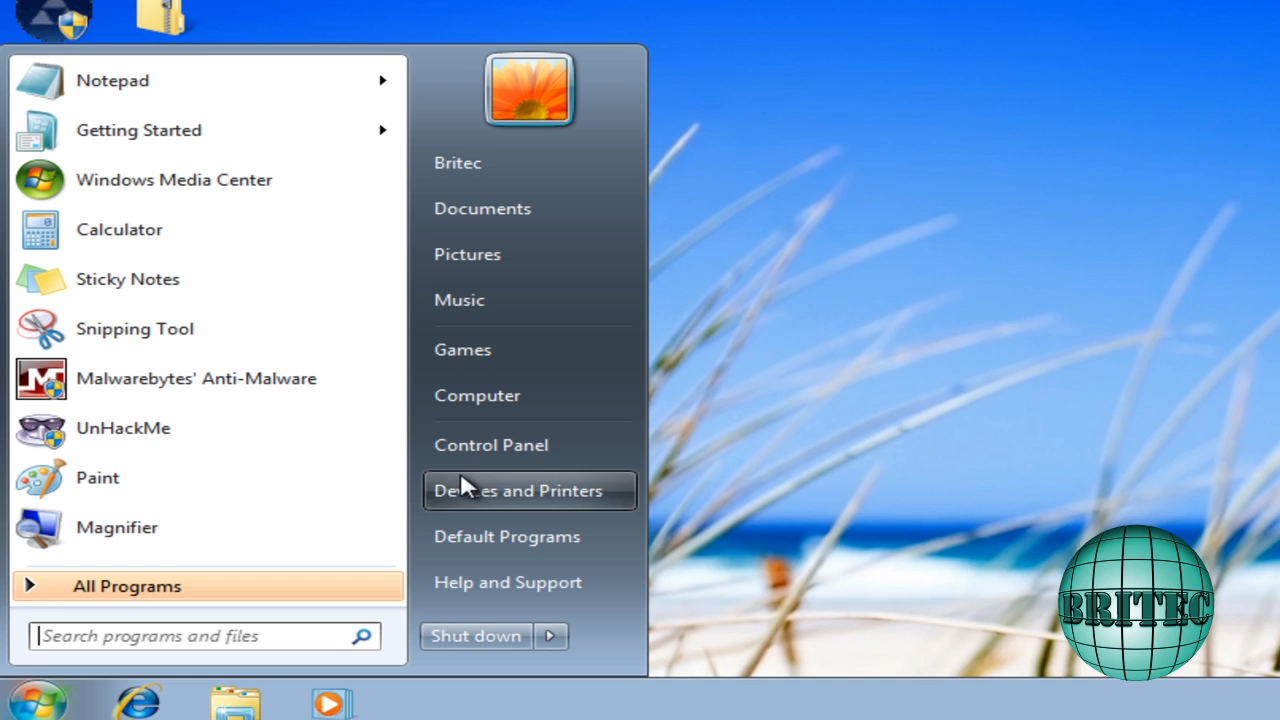 Notepad
Getting Started
Windows Media Center
Calculator
Sticky Notes
Snipping Tool
Malwarebytes' Anti-Malware
UnHackMe
Paint
Magnifier
All Programs
Search programs and files
Britec
Documents
Pictures
Music
Games
Computer
Control Panel
Devices and Printers
Default Programs
Help and Support
Shut down
BRITEC